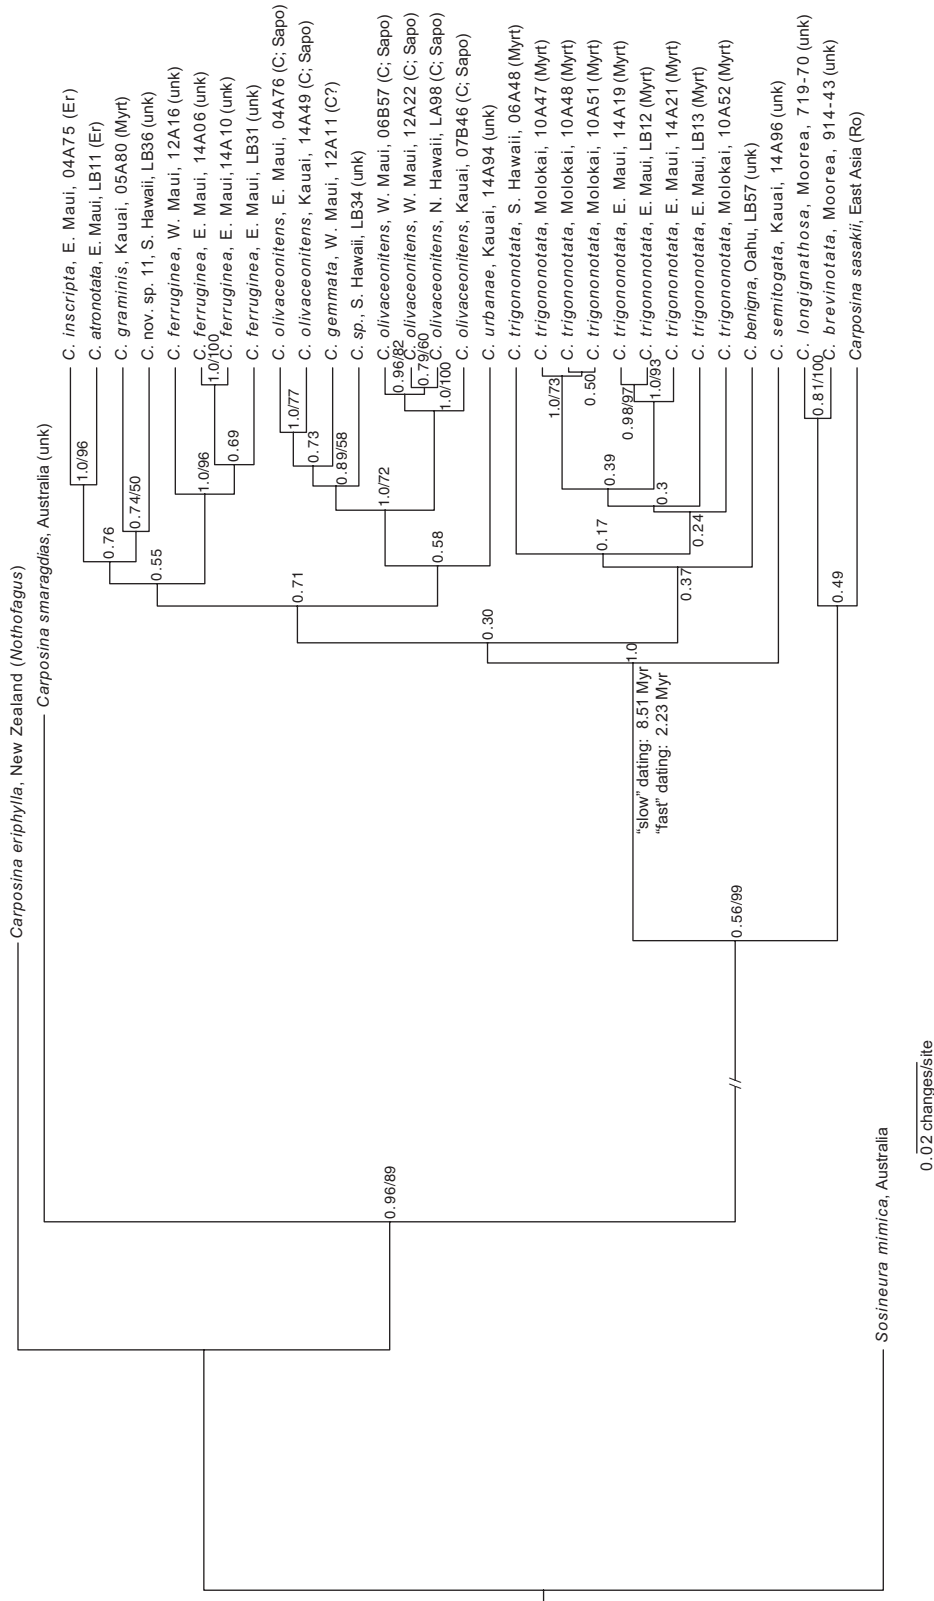 Carposina eriphylla, New Zealand (Nothofagus)
Carposina smaragdias, Australia (unk)
C. inscripta, E. Maui, 04A75 (Er)
C. atronotata, E. Maui, LB11 (Er)
C. graminis, Kauai, 05A80 (Myrt)
C. nov. sp. 11, S. Hawaii, LB36 (unk)
C. ferruginea, W. Maui, 12A16 (unk)
C. ferruginea, E. Maui, 14A06 (unk)
C. ferruginea, E. Maui,14A10 (unk)
C. ferruginea, E. Maui, LB31 (unk)
C. olivaceonitens, E. Maui, 04A76 (C; Sapo)
C. olivaceonitens, Kauai, 14A49 (C; Sapo)
C. gemmata, W. Maui, 12A11 (C?)
C. sp., S. Hawaii, LB34 (unk)
C. olivaceonitens, W. Maui, 06B57 (C; Sapo)
C. olivaceonitens, W. Maui, 12A22 (C; Sapo)
C. olivaceonitens, N. Hawaii, LA98 (C; Sapo)
C. olivaceonitens, Kauai, 07B46 (C; Sapo)
C. urbanae, Kauai, 14A94 (unk)
C. trigononotata, S. Hawaii, 06A48 (Myrt)
C. trigononotata, Molokai, 10A47 (Myrt)
C. trigononotata, Molokai, 10A48 (Myrt)
C. trigononotata, Molokai, 10A51 (Myrt)
C. trigononotata, E. Maui, 14A19 (Myrt)
C. trigononotata, E. Maui, LB12 (Myrt)
C. trigononotata, E. Maui, 14A21 (Myrt)
C. trigononotata, E. Maui, LB13 (Myrt)
C. trigononotata, Molokai, 10A52 (Myrt)
C. benigna, Oahu, LB57 (unk)
C. semitogata, Kauai, 14A96 (unk)
C. longignathosa, Moorea, 719-70 (unk)
C. brevinotata, Moorea, 914-43 (unk)
Carposina sasakii, East Asia (Ro)
Sosineura mimica, Australia
1.0/96
0.76
0.74/50
0.55
1.0/96
1.0/100
0.69
0.71
1.0/77
0.73
0.89/58
1.0/72
0.96/82
0.79/60
1.0/100
0.58
0.30
1.0/73
0.50
0.39
0.98/97
1.0/93
0.3
0.24
0.17
0.37
1.0
"slow" dating: 8.51 Myr
"fast" dating: 2.23 Myr
0.81/100
0.49
0.56/99
0.96/89
//
0.02 changes/site